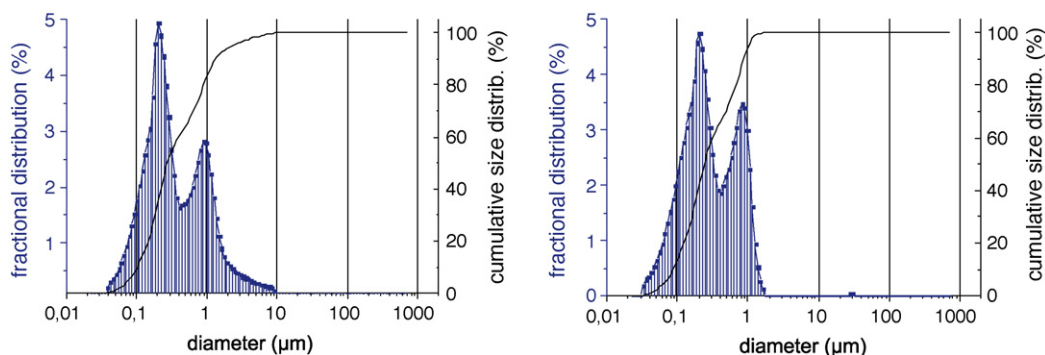 fractional distribution (%)
5
4
3
2
1
100
80
60
40
20
0
cumulative size distrib. (%)
0,01 0,1 1 10 100 1000
diameter (µm)
fractional distribution (%)
5
4
3
2
1
0
100
80
60
40
20
0
cumulative size distrib. (%)
0,01 0,1 1 10 100 1000
diameter (µm)